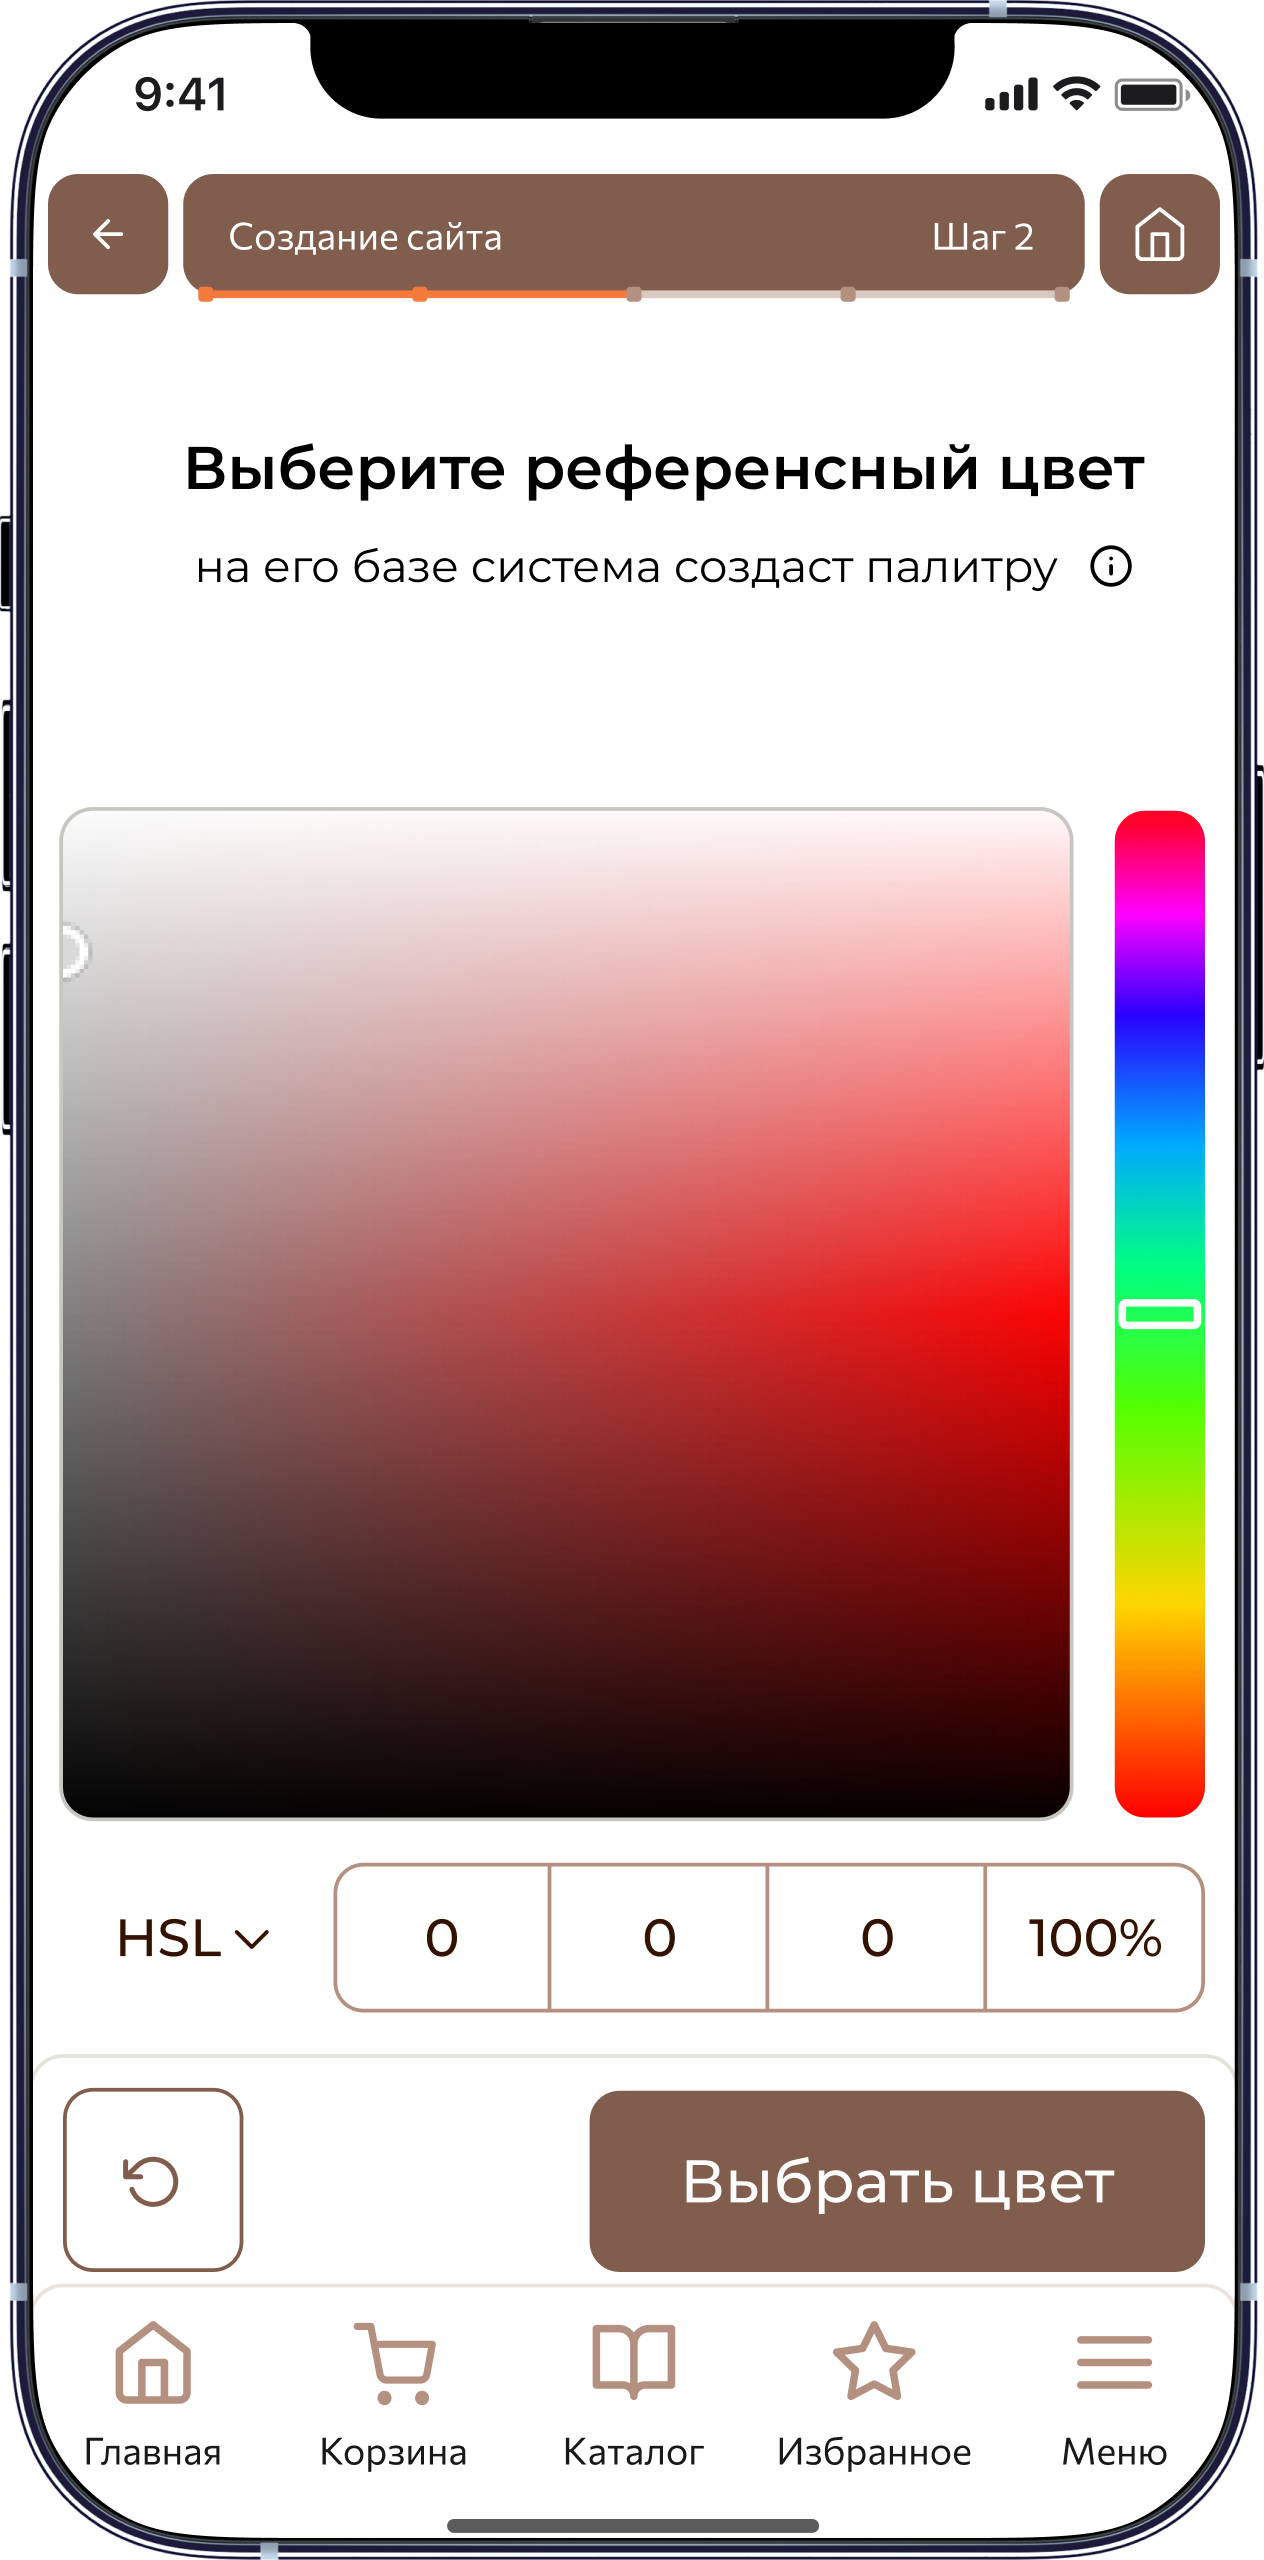 9:41
Создание сайта Шаг 2
Выберите референсный цвет
на его базе система создаст палитру
HSL 0 0 0 100%
Выбрать цвет
Главная Корзина Каталог Избранное Меню